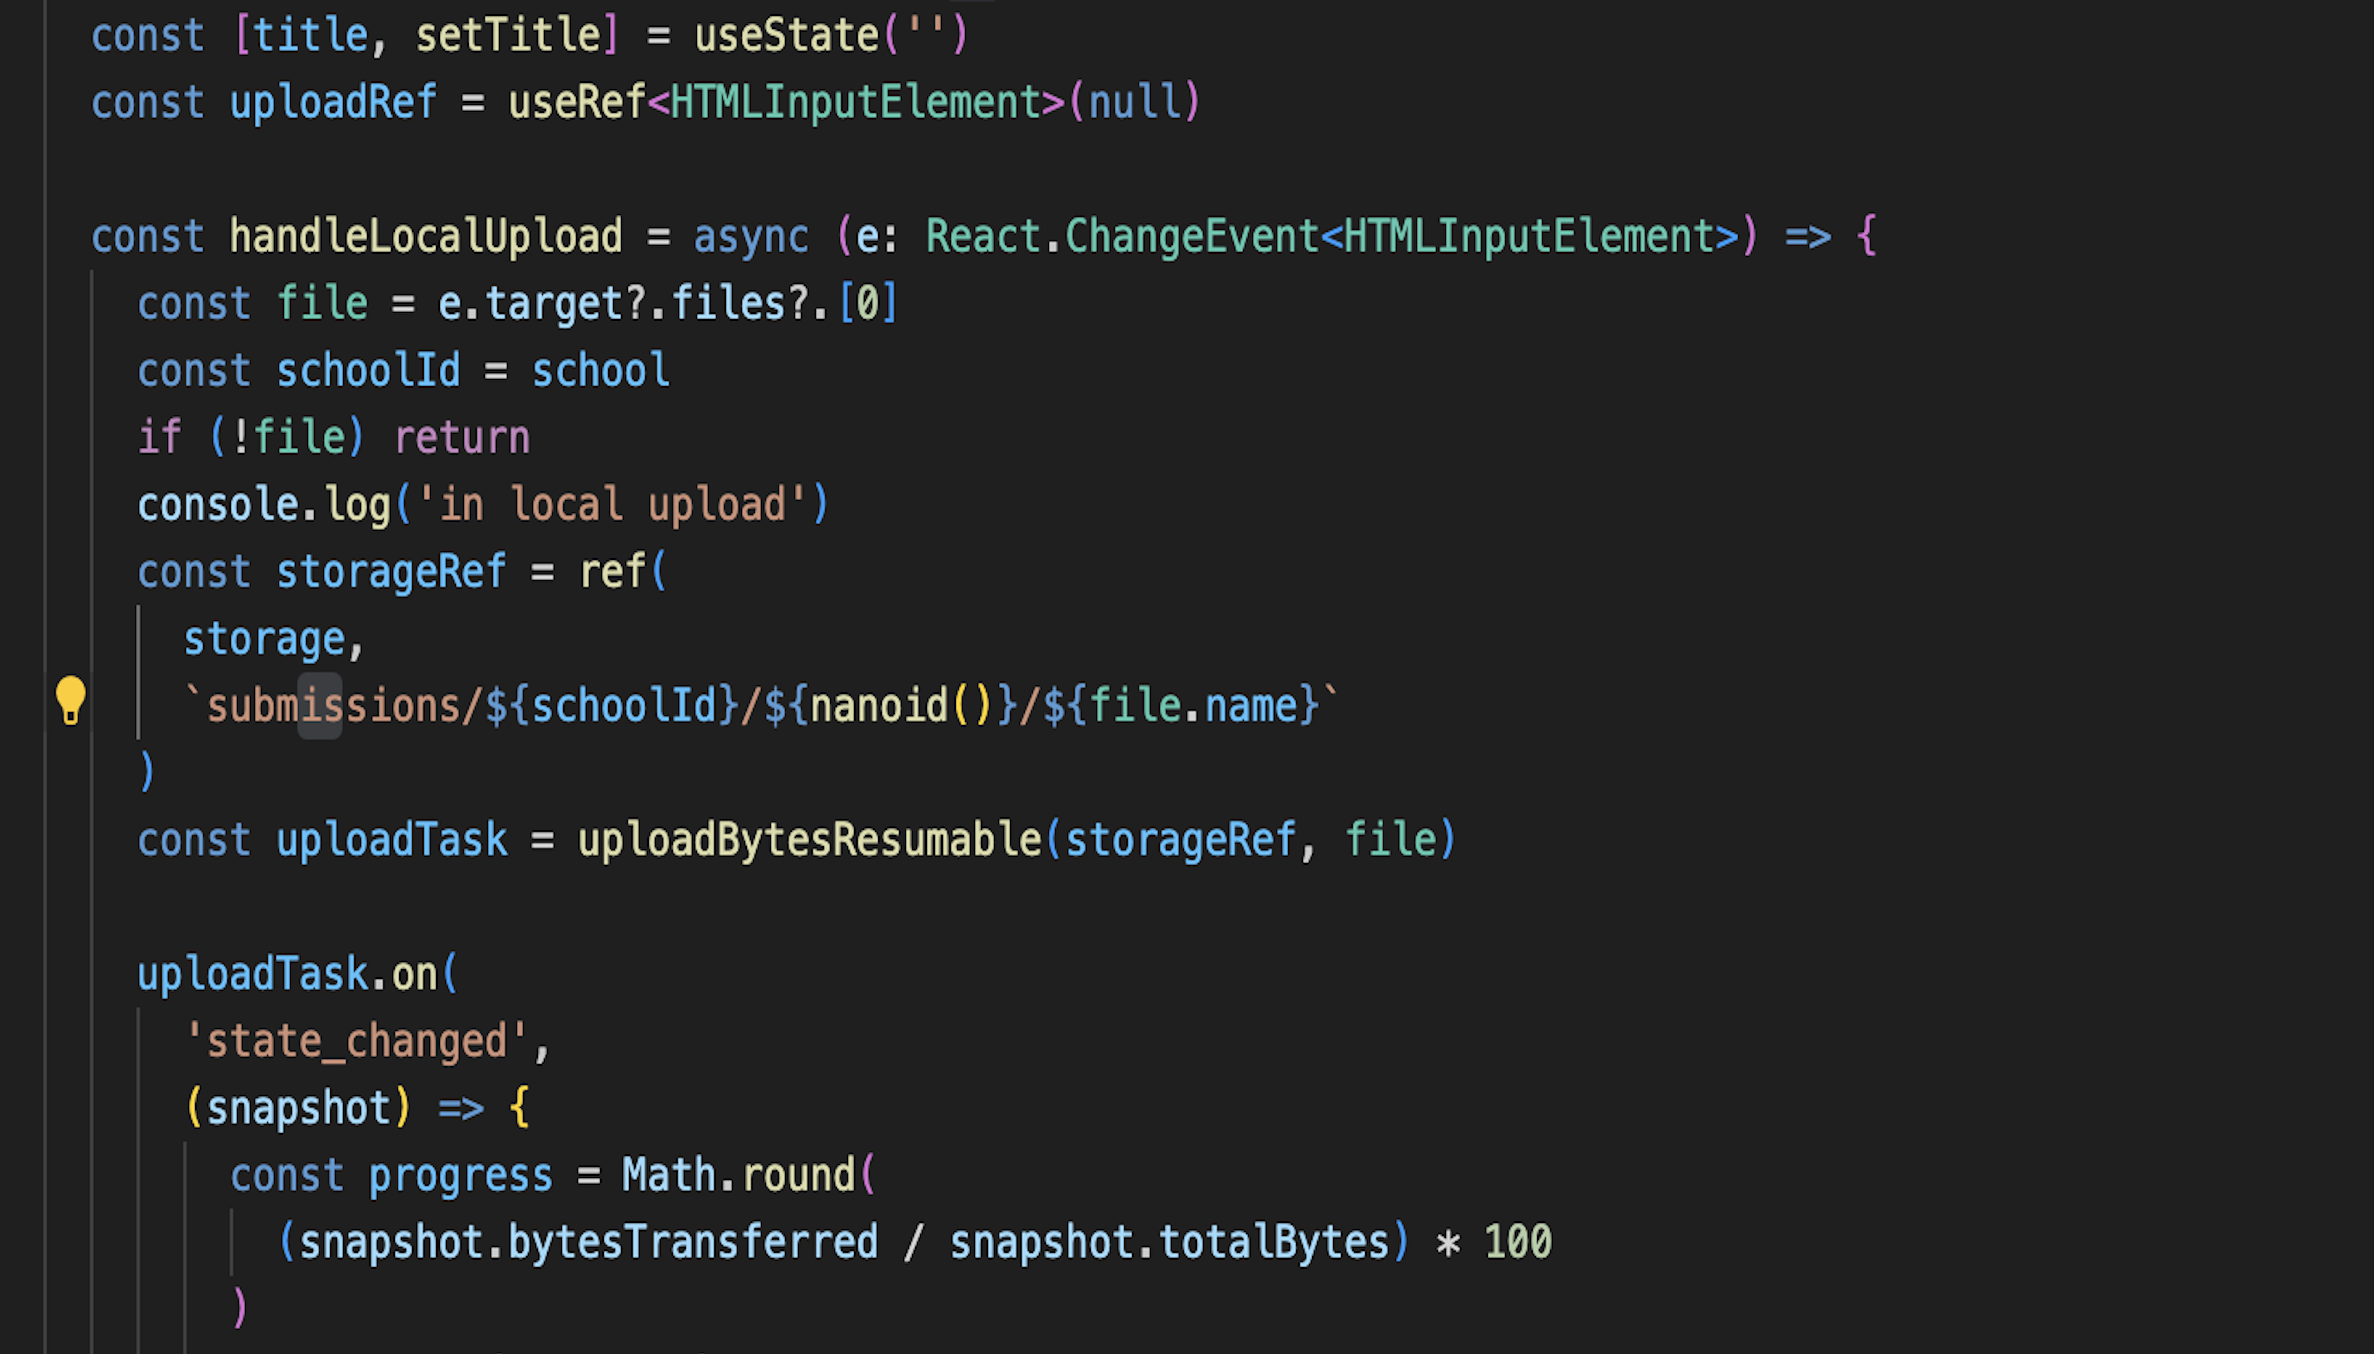 const [title, setTitle] = useState('')
const uploadRef = useRef<HTMLInputElement>(null)
const handleLocalUpload = async (e: React.ChangeEvent<HTMLInputElement>) => {
const file = e.target?.files?.[0]
const schoolId = school
if (!file) return
console.log('in local upload')
const storageRef = ref(
storage,
`submissions/${schoolId}/${nanoid()}/${file.name}`
)
const uploadTask = uploadBytesResumable(storageRef, file)
uploadTask.on(
'state_changed',
(snapshot) => {
const progress = Math.round(
(snapshot.bytesTransferred / snapshot.totalBytes) * 100
)